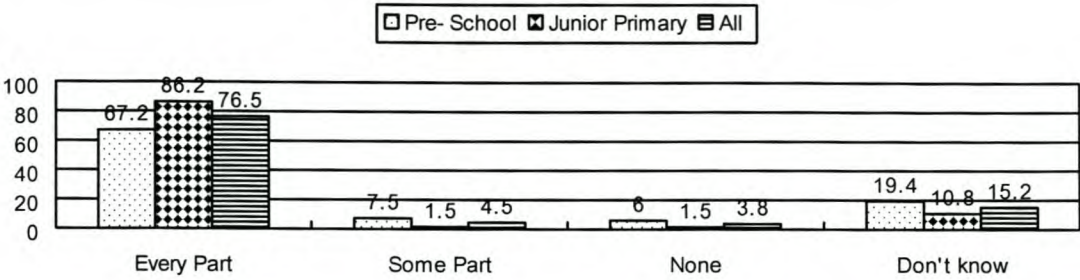 Pre- School Junior Primary All
100
80
60
40
20
0
67.2 86.2 76.5
7.5 1.5 4.5
6 1.5 3.8
19.4 10.8 15.2
Every Part Some Part None Don't know